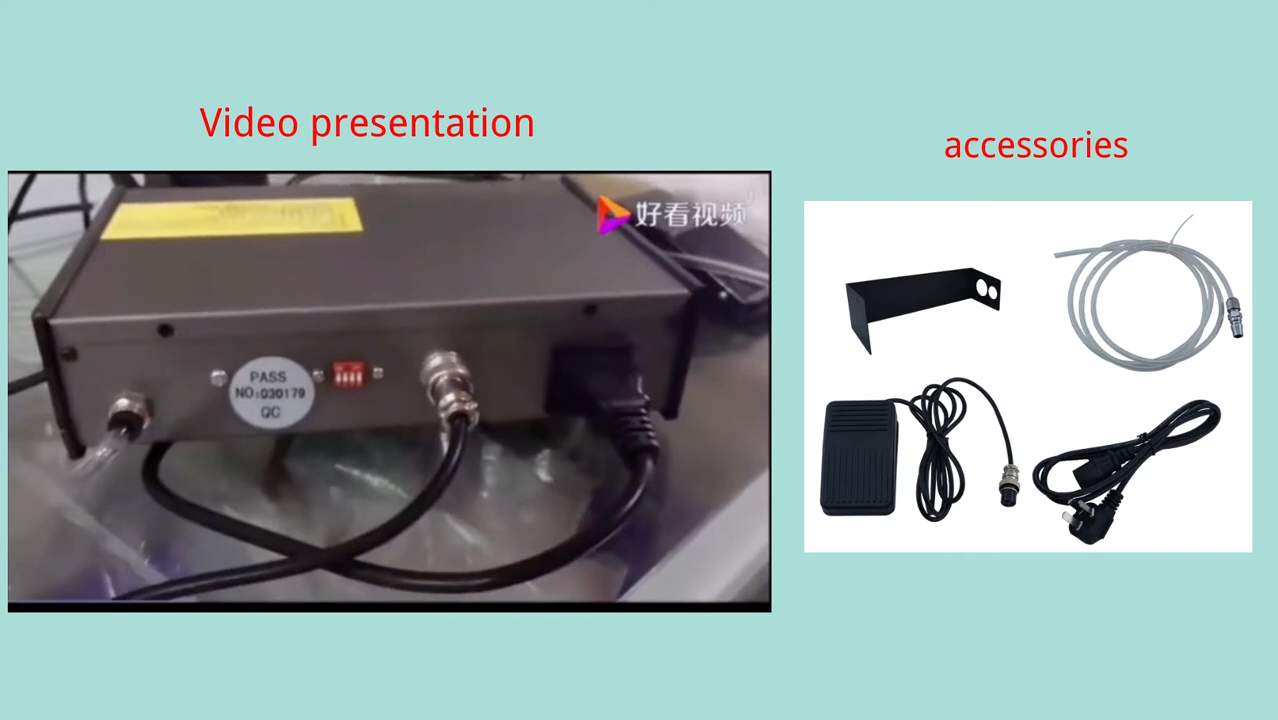 Video presentation
accessories
好看视频
PASS
NO:030179
QC